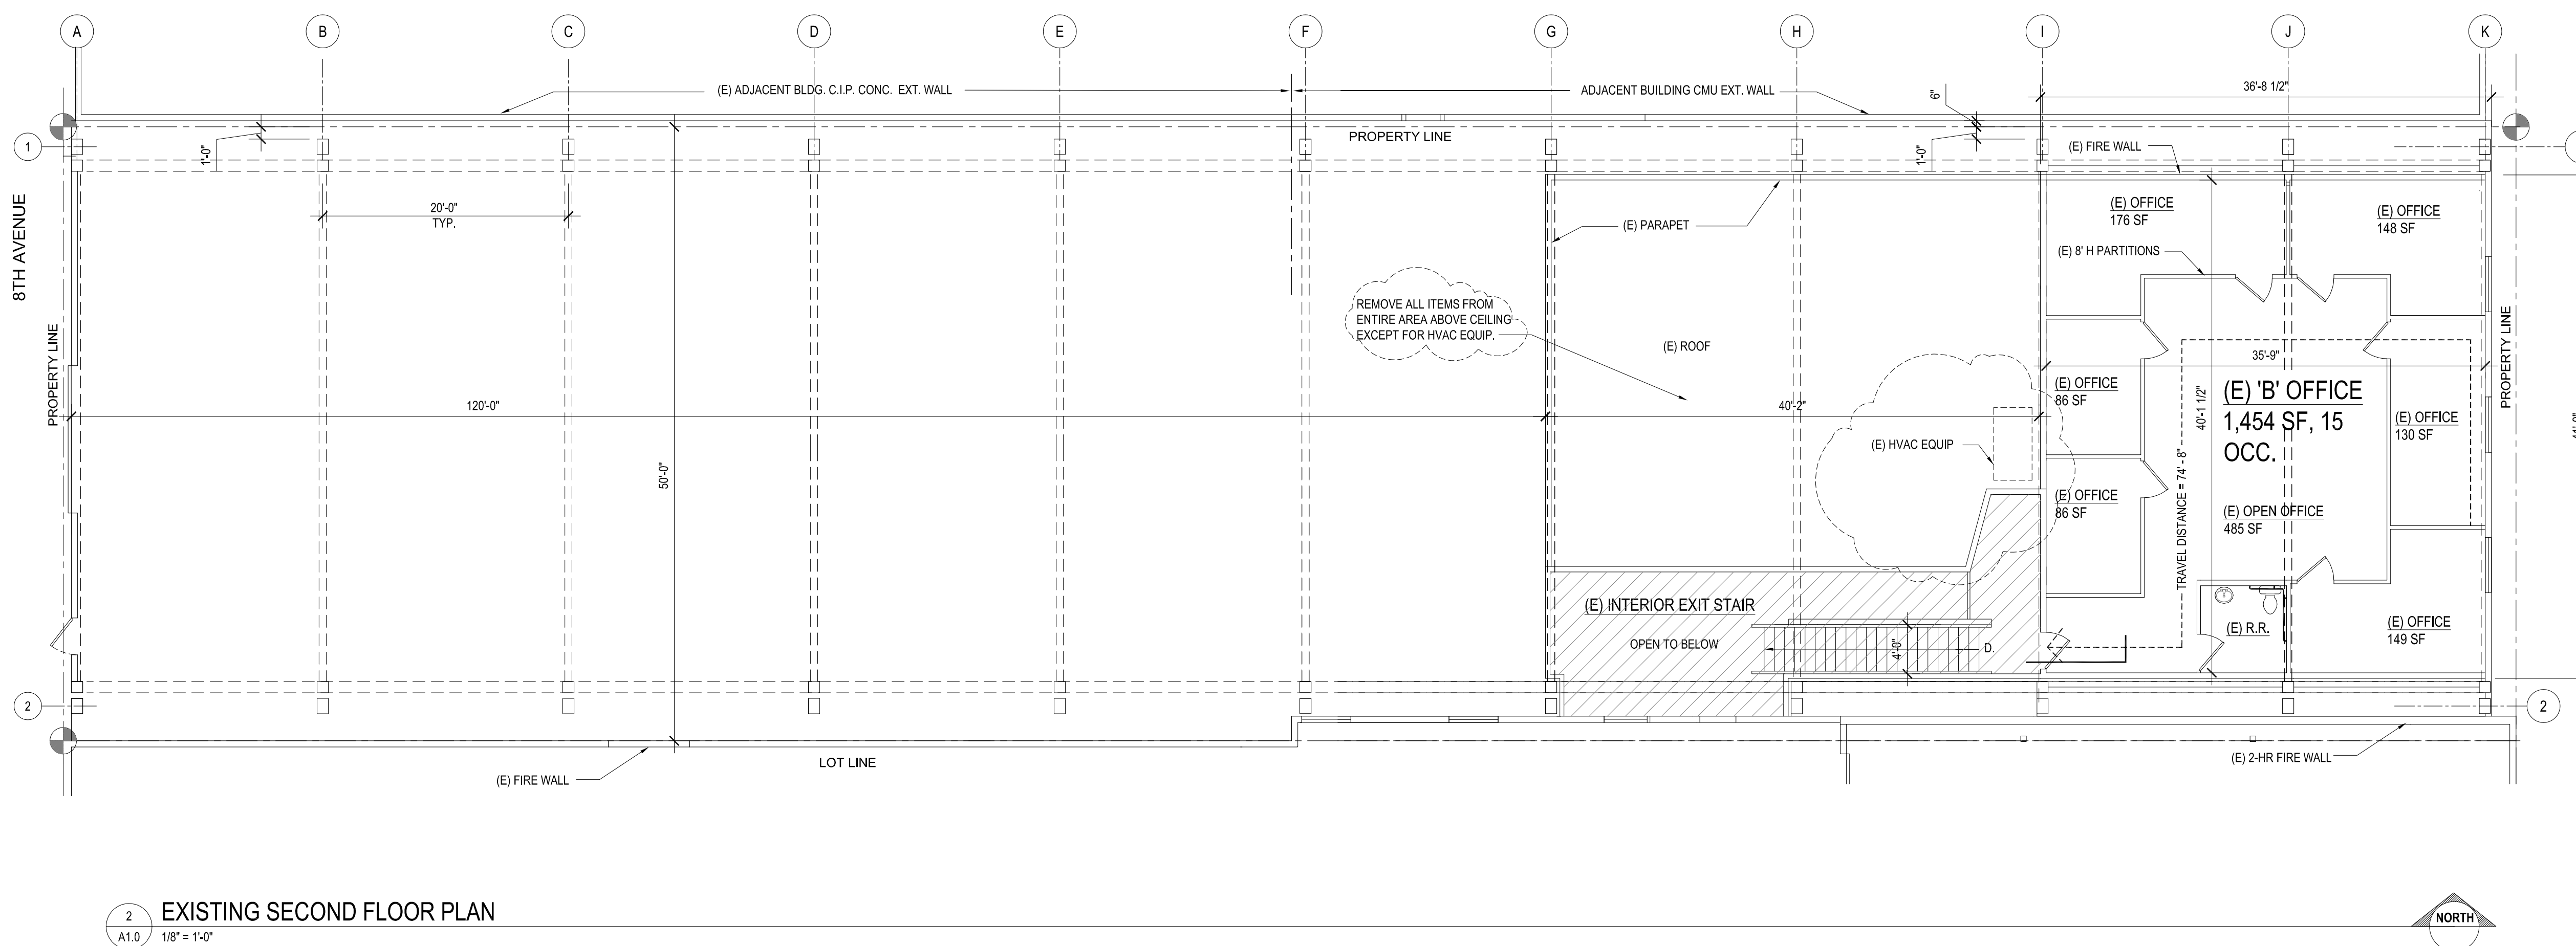 A
B
C
D
E
F
G
H
I
J
K
36'-8 1/2"
(E) ADJACENT BLDG. C.I.P. CONC.  EXT. WALL
ADJACENT BUILDING CMU EXT. WALL
6"
PROPERTY LINE
1
1'-0"
1'-0"
(E) FIRE WALL
8TH AVENUE
20'-0"
TYP.
(E) PARAPET
(E) OFFICE
176 SF
(E) OFFICE
148 SF
(E) 8' H PARTITIONS
REMOVE ALL ITEMS FROM
ENTIRE AREA ABOVE CEILING
EXCEPT FOR HVAC EQUIP.
(E) ROOF
PROPERTY LINE
PROPERTY LINE
35'-9"
(E) OFFICE
86 SF
(E) 'B' OFFICE
1,454 SF, 15
OCC.
120'-0"
40'-2"
40'-1 1/2"
(E) OFFICE
130 SF
(E) HVAC EQUIP
50'-0"
TRAVEL DISTANCE = 74' - 8"
(E) OFFICE
86 SF
(E) OPEN OFFICE
485 SF
(E) INTERIOR EXIT STAIR
OPEN TO BELOW
4'-0"
D.
(E) R.R.
(E) OFFICE
149 SF
2
2
LOT LINE
(E) FIRE WALL
(E) 2-HR FIRE WALL
2
A1.0
EXISTING SECOND FLOOR PLAN
1/8" = 1'-0"
NORTH